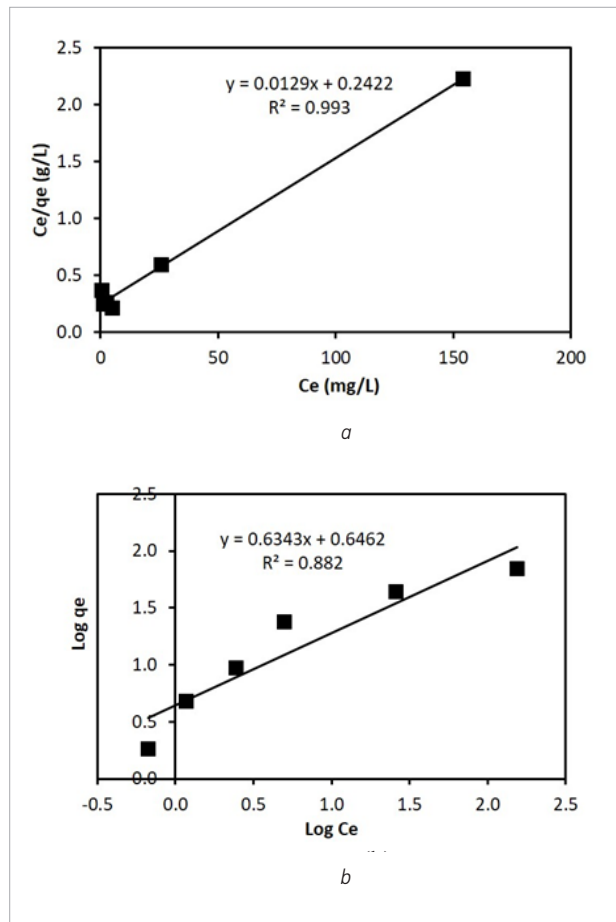 2.5
y = 0.0129x + 0.2422
R² = 0.993
2.0
1.5
1.0
0.5
0.0
Ce/qe (g/L)
0 50 100 150 200
Ce (mg/L)
a
2.5
y = 0.6343x + 0.6462
R² = 0.882
2.0
1.5
1.0
0.5
0.0
Log qe
-0.5 0.0 0.5 1.0 1.5 2.0 2.5
Log Ce
b